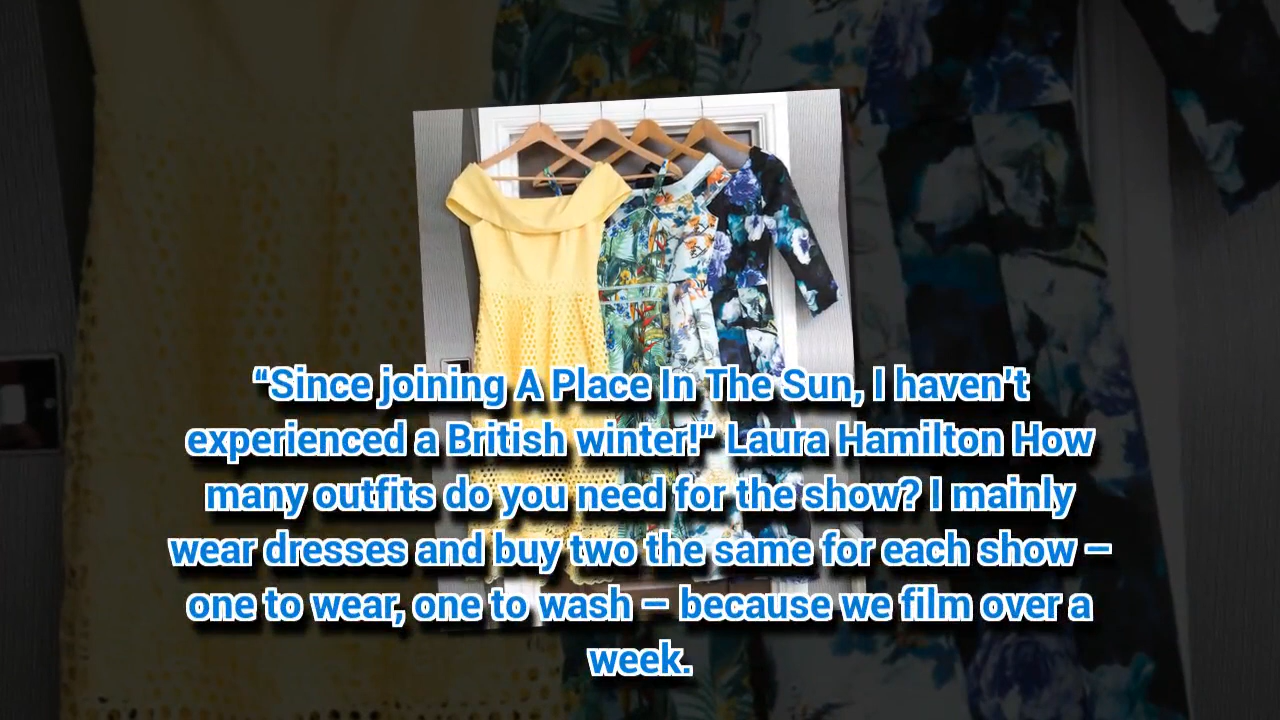 “Since joining A Place In The Sun, I haven’t
experienced a British winter!” Laura Hamilton How
many outfits do you need for the show? I mainly
wear dresses and buy two the same for each show –
one to wear, one to wash – because we film over a
week.